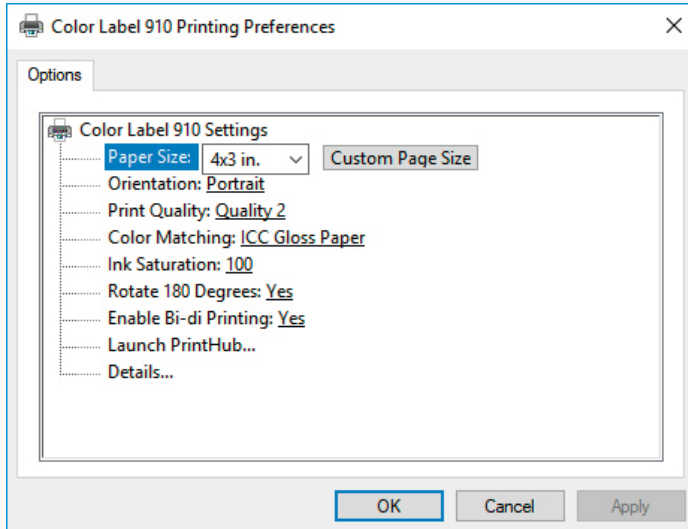 Color Label 910 Printing Preferences
Options
Color Label 910 Settings
Paper Size: 4x3 in. Custom Page Size
Orientation: Portrait
Print Quality: Quality 2
Color Matching: ICC Gloss Paper
Ink Saturation: 100
Rotate 180 Degrees: Yes
Enable Bi-di Printing: Yes
Launch PrintHub...
Details...
OK Cancel Apply